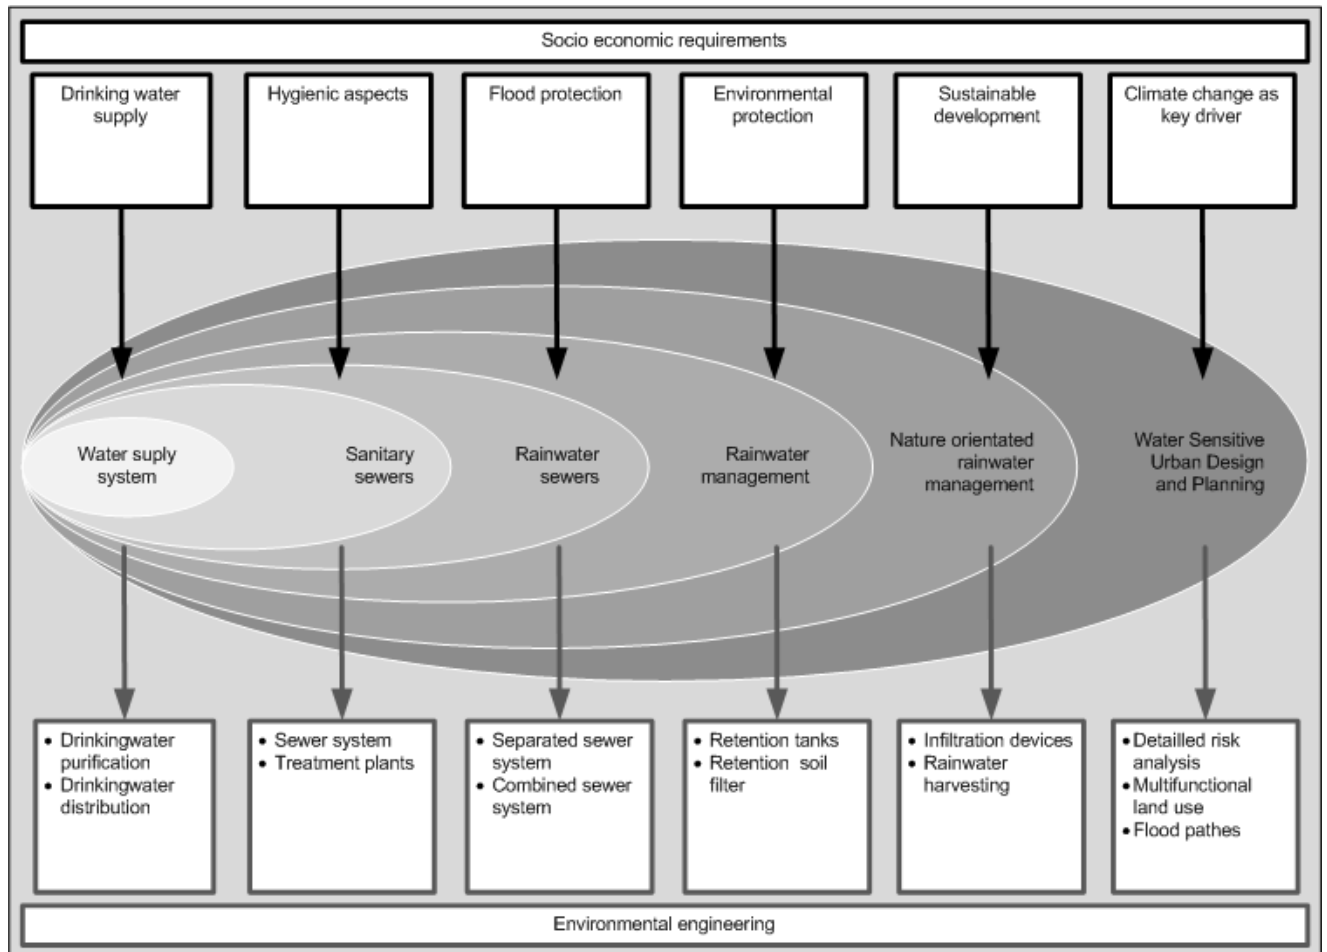 Socio economic requirements
Drinking water
supply
Hygienic aspects
Flood protection
Environmental
protection
Sustainable
development
Climate change as
key driver
Water suply
system
Sanitary
sewers
Rainwater
sewers
Rainwater
management
Nature orientated
rainwater
management
Water Sensitive
Urban Design
and Planning
• Drinkingwater
purification
• Drinkingwater
distribution
• Sewer system
• Treatment plants
• Separated sewer
system
• Combined sewer
system
• Retention tanks
• Retention soil
filter
• Infiltration devices
• Rainwater
harvesting
• Detailled risk
analysis
• Multifunctional
land use
• Flood pathes
Environmental engineering